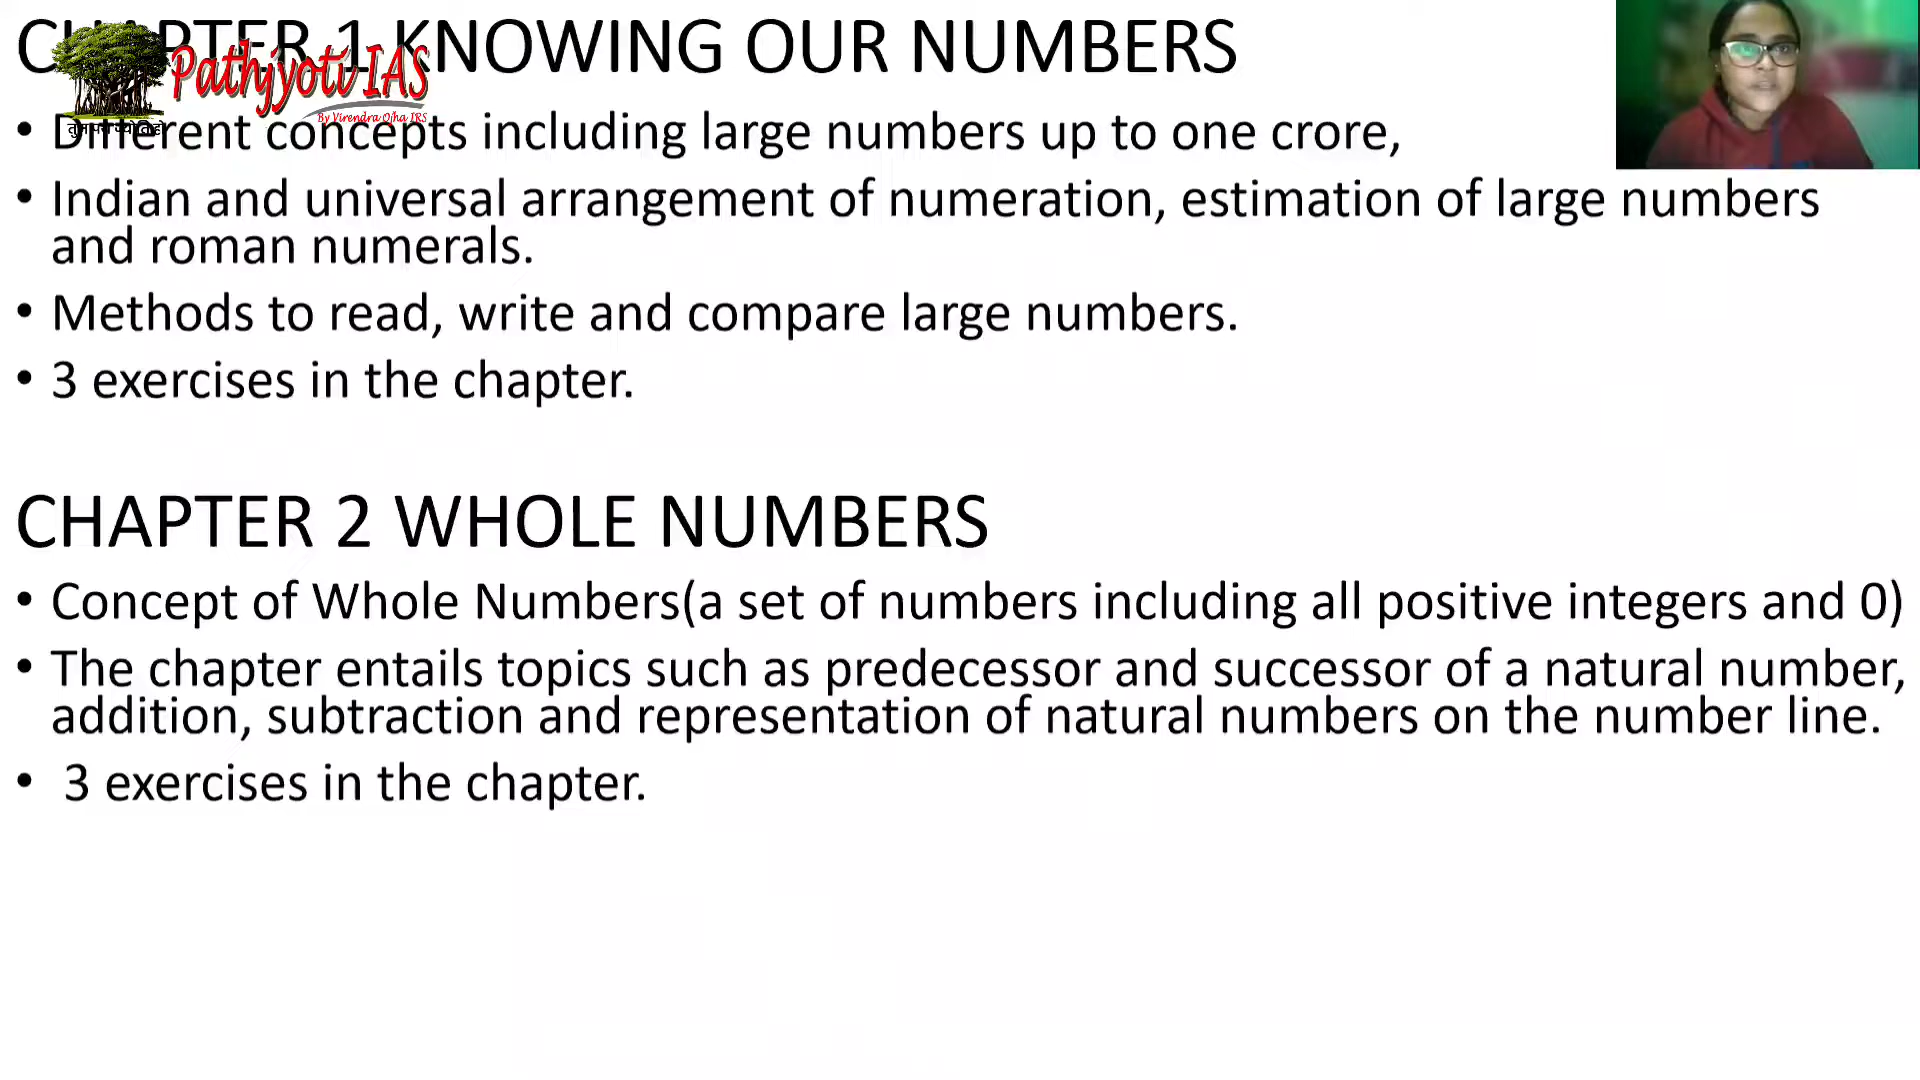 CHAPTER 1 KNOWING OUR NUMBERS
Pathjyoti IAS
By Virendra Ojha IRS
• Different concepts including large numbers up to one crore,
• Indian and universal arrangement of numeration, estimation of large numbers
and roman numerals.
• Methods to read, write and compare large numbers.
• 3 exercises in the chapter.
CHAPTER 2 WHOLE NUMBERS
• Concept of Whole Numbers(a set of numbers including all positive integers and 0)
• The chapter entails topics such as predecessor and successor of a natural number,
addition, subtraction and representation of natural numbers on the number line.
• 3 exercises in the chapter.